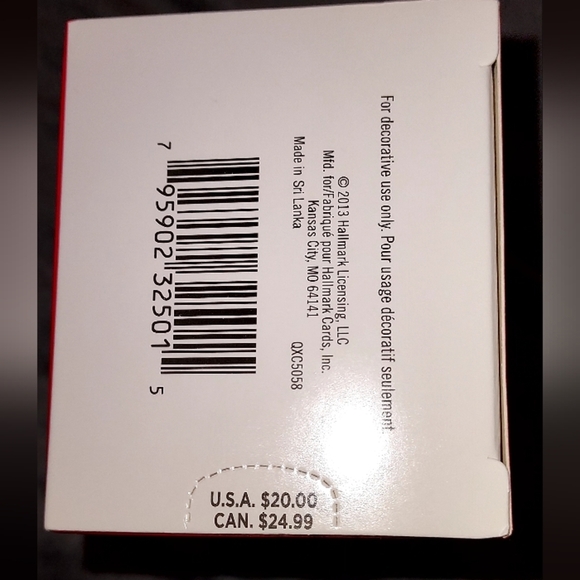 For decorative use only. Pour usage décoratif seulement.
© 2013 Hallmark Licensing, LLC
Mfd. for/Fabriqué pour Hallmark Cards, Inc.
Kansas City, MO 64141
Made in Sri Lanka QXC5058
7 95902 32501 5
U.S.A. $20.00
CAN. $24.99